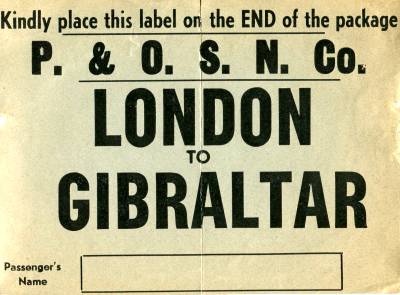 Kindly place this label on the END of the package
P. & O. S. N. Co.
LONDON
TO
GIBRALTAR
Passenger's
Name